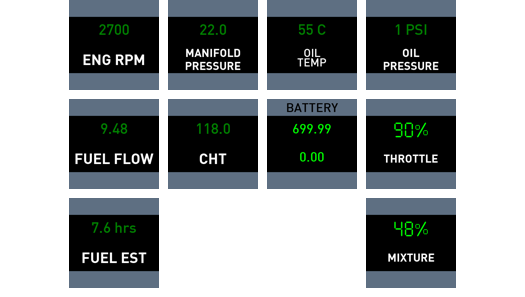 2700
ENG RPM
22.0
MANIFOLD
PRESSURE
55 C
OIL
TEMP
1 PSI
OIL
PRESSURE
9.48
FUEL FLOW
118.0
CHT
BATTERY
699.99
0.00
90%
THROTTLE
7.6 hrs
FUEL EST
48%
MIXTURE